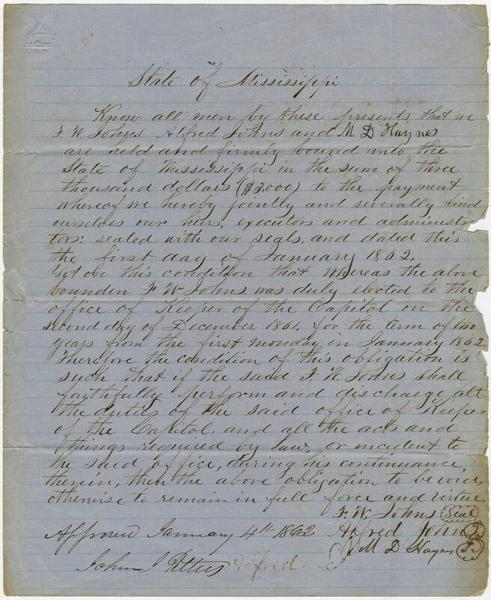 State of Mississippi
Know all men by these presents that we
F. W. Johns Alfred Johns and M D Haynes
are held and firmly bound unto the
State of Mississippi in the sum of three
thousand dollars ($3,000) to the payment
whereof we hereby jointly and severally bind
ourselves our heirs, executors and administra
tors: sealed with our seals, and dated this
the first day of January 1862.
Yet on this condition that whereas the above
bounden F W Johns was duly elected to the
office of Keeper of the Capitol on the
second day of December 1861. for the term of two
years from the first monday in January 1862
Therefore the condition of this obligation is
such that if the said F. W. Johns shall
faithfully perform and discharge all
the duties of the said office of Keeper
of the Capitol and all the acts and
things required by law, or incident to
the said office, during his continuance
therein, then the above obligation to be void,
otherwise to remain in full force and virtue
F. W. Johns (Seal)
Approved January 4th 1862 Alfred Johns
M D Haynes
John J Pettus Alfred